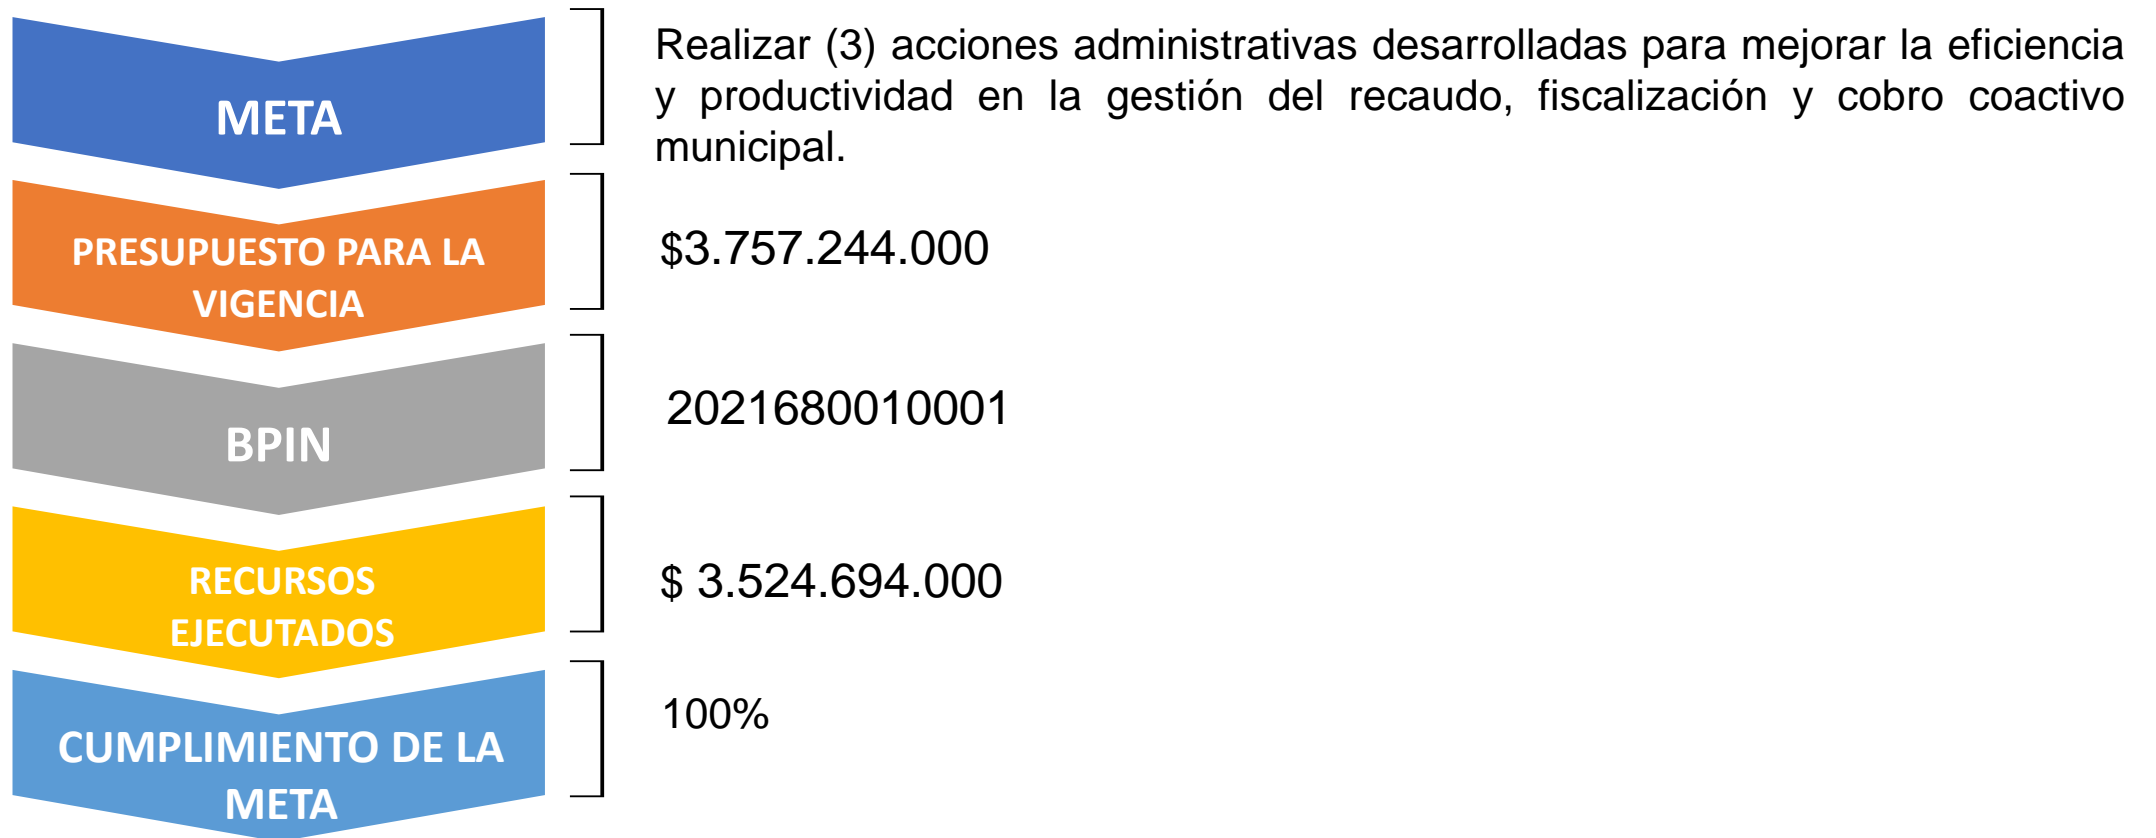 META
Realizar (3) acciones administrativas desarrolladas para mejorar la eficiencia
y productividad en la gestión del recaudo, fiscalización y cobro coactivo
municipal.
PRESUPUESTO PARA LA
VIGENCIA
$3.757.244.000
BPIN
2021680010001
RECURSOS
EJECUTADOS
$ 3.524.694.000
CUMPLIMIENTO DE LA
META
100%